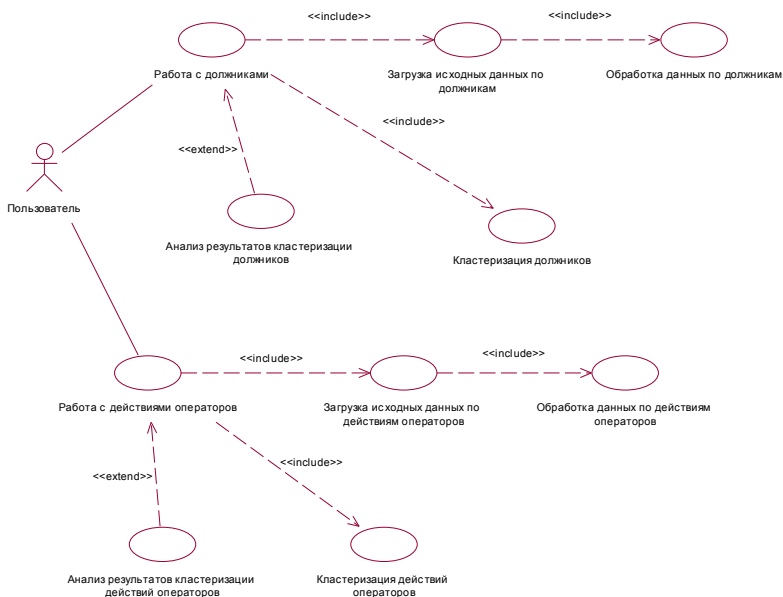 <<include>>
<<include>>
Работа с должниками
Загрузка исходных данных по
должникам
Обработка данных по должникам
<<include>>
<<extend>>
Пользователь
Анализ результатов кластеризации
должников
Кластеризация должников
<<include>>
<<include>>
Работа с действиями операторов
Загрузка исходных данных по
действиям операторов
Обработка данных по действиям
операторов
<<include>>
<<extend>>
Анализ результатов кластеризации
действий операторов
Кластеризация действий
операторов